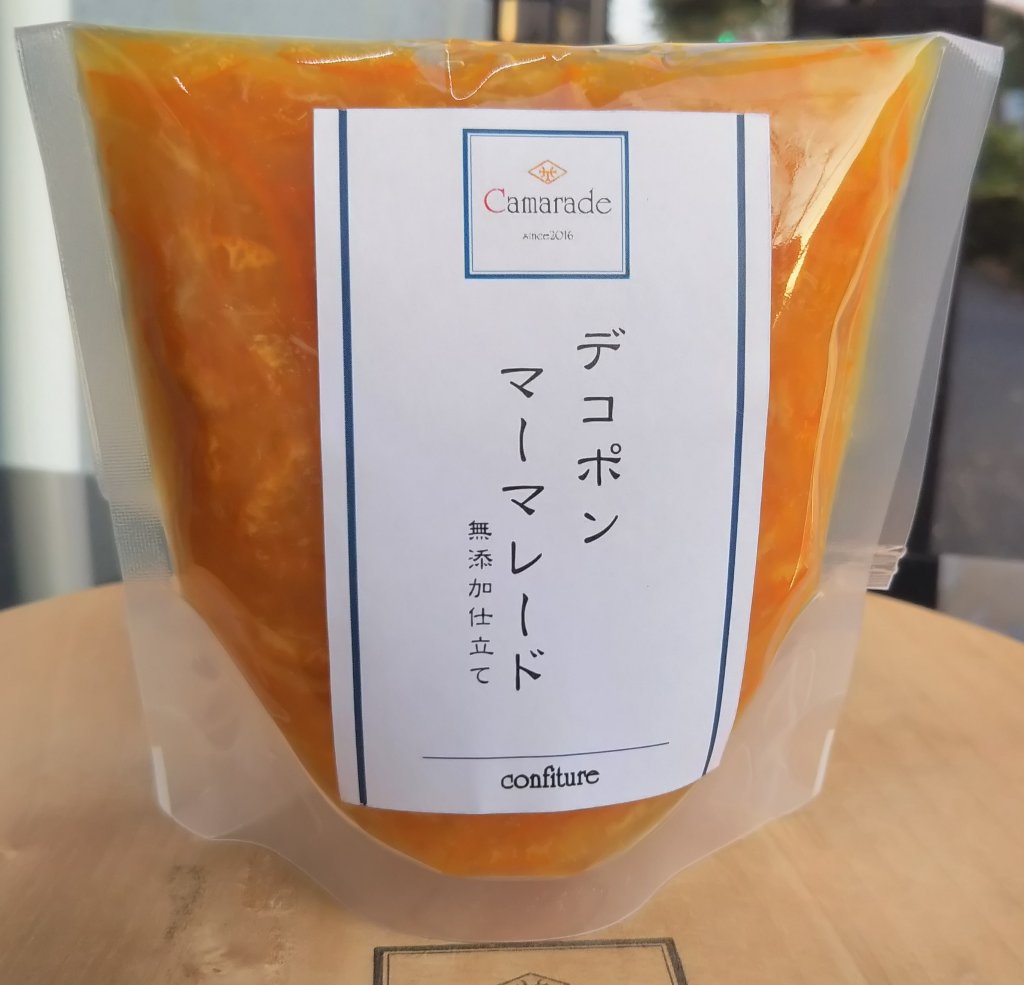 Camarade
since2016
デコポン
マーマレード
無添加仕立て
confiture